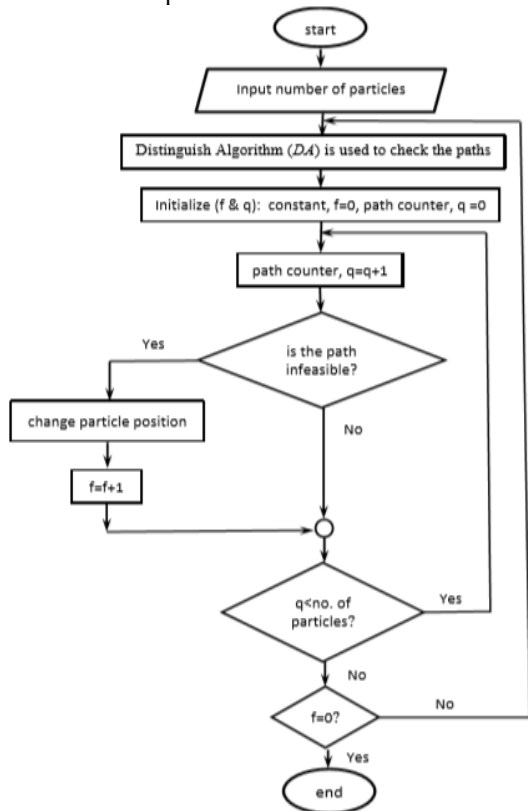 start
Input number of particles
Distinguish Algorithm (DA) is used to check the paths
Initialize (f & q): constant, f=0, path counter, q =0
path counter, q=q+1
Yes
is the path
infeasible?
change particle position
No
f=f+1
q<no. of
particles?
Yes
No
f=0?
No
Yes
end